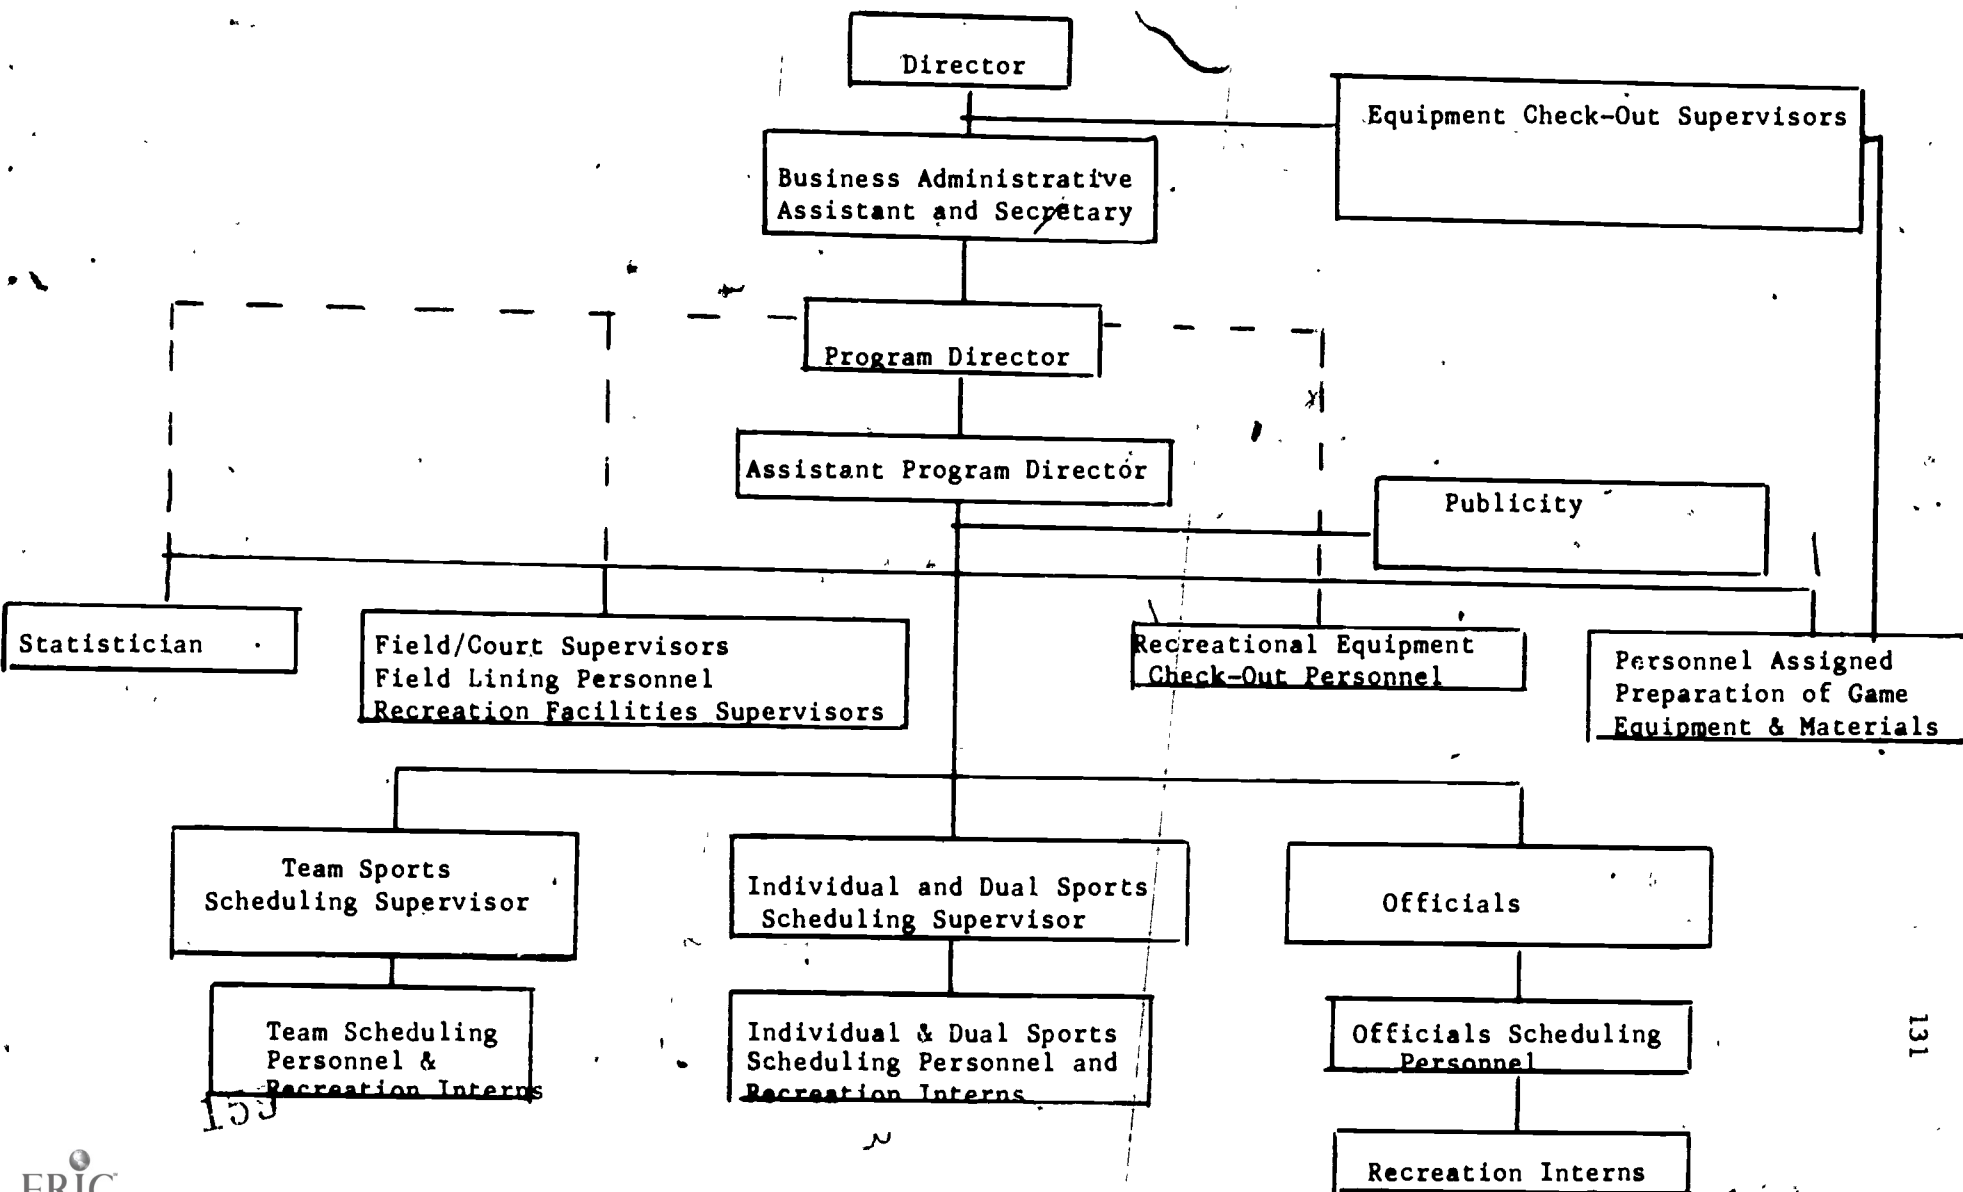 Director
Equipment Check-Out Supervisors
Business Administrative
Assistant and Secretary
Program Director
Assistant Program Director
Publicity
Statistician
Field/Court Supervisors
Field Lining Personnel
Recreation Facilities Supervisors
Recreational Equipment
Check-Out Personnel
Personnel Assigned
Preparation of Game
Equipment & Materials
Team Sports
Scheduling Supervisor
Individual and Dual Sports
Scheduling Supervisor
Officials
Team Scheduling
Personnel &
Recreation Interns
Individual & Dual Sports
Scheduling Personnel and
Recreation Interns
Officials Scheduling
Personnel
Recreation Interns
131
ERIC